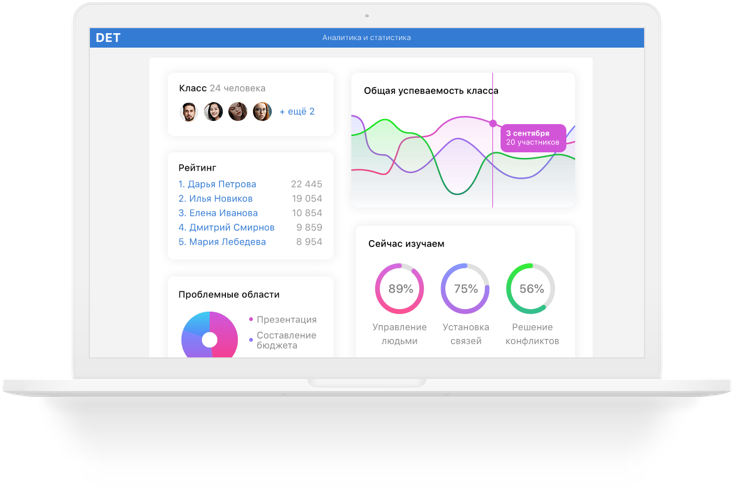 DET
Аналитика и статистика
Класс 24 человека
+ ещё 2
Рейтинг
1. Дарья Петрова 22 445
2. Илья Новиков 19 054
3. Елена Иванова 10 854
4. Дмитрий Смирнов 9 859
5. Мария Лебедева 8 954
Проблемные области
Презентация
Составление
бюджета
Общая успеваемость класса
3 сентября
20 участников
Сейчас изучаем
89%
75%
56%
Управление
людьми
Установка
связей
Решение
конфликтов